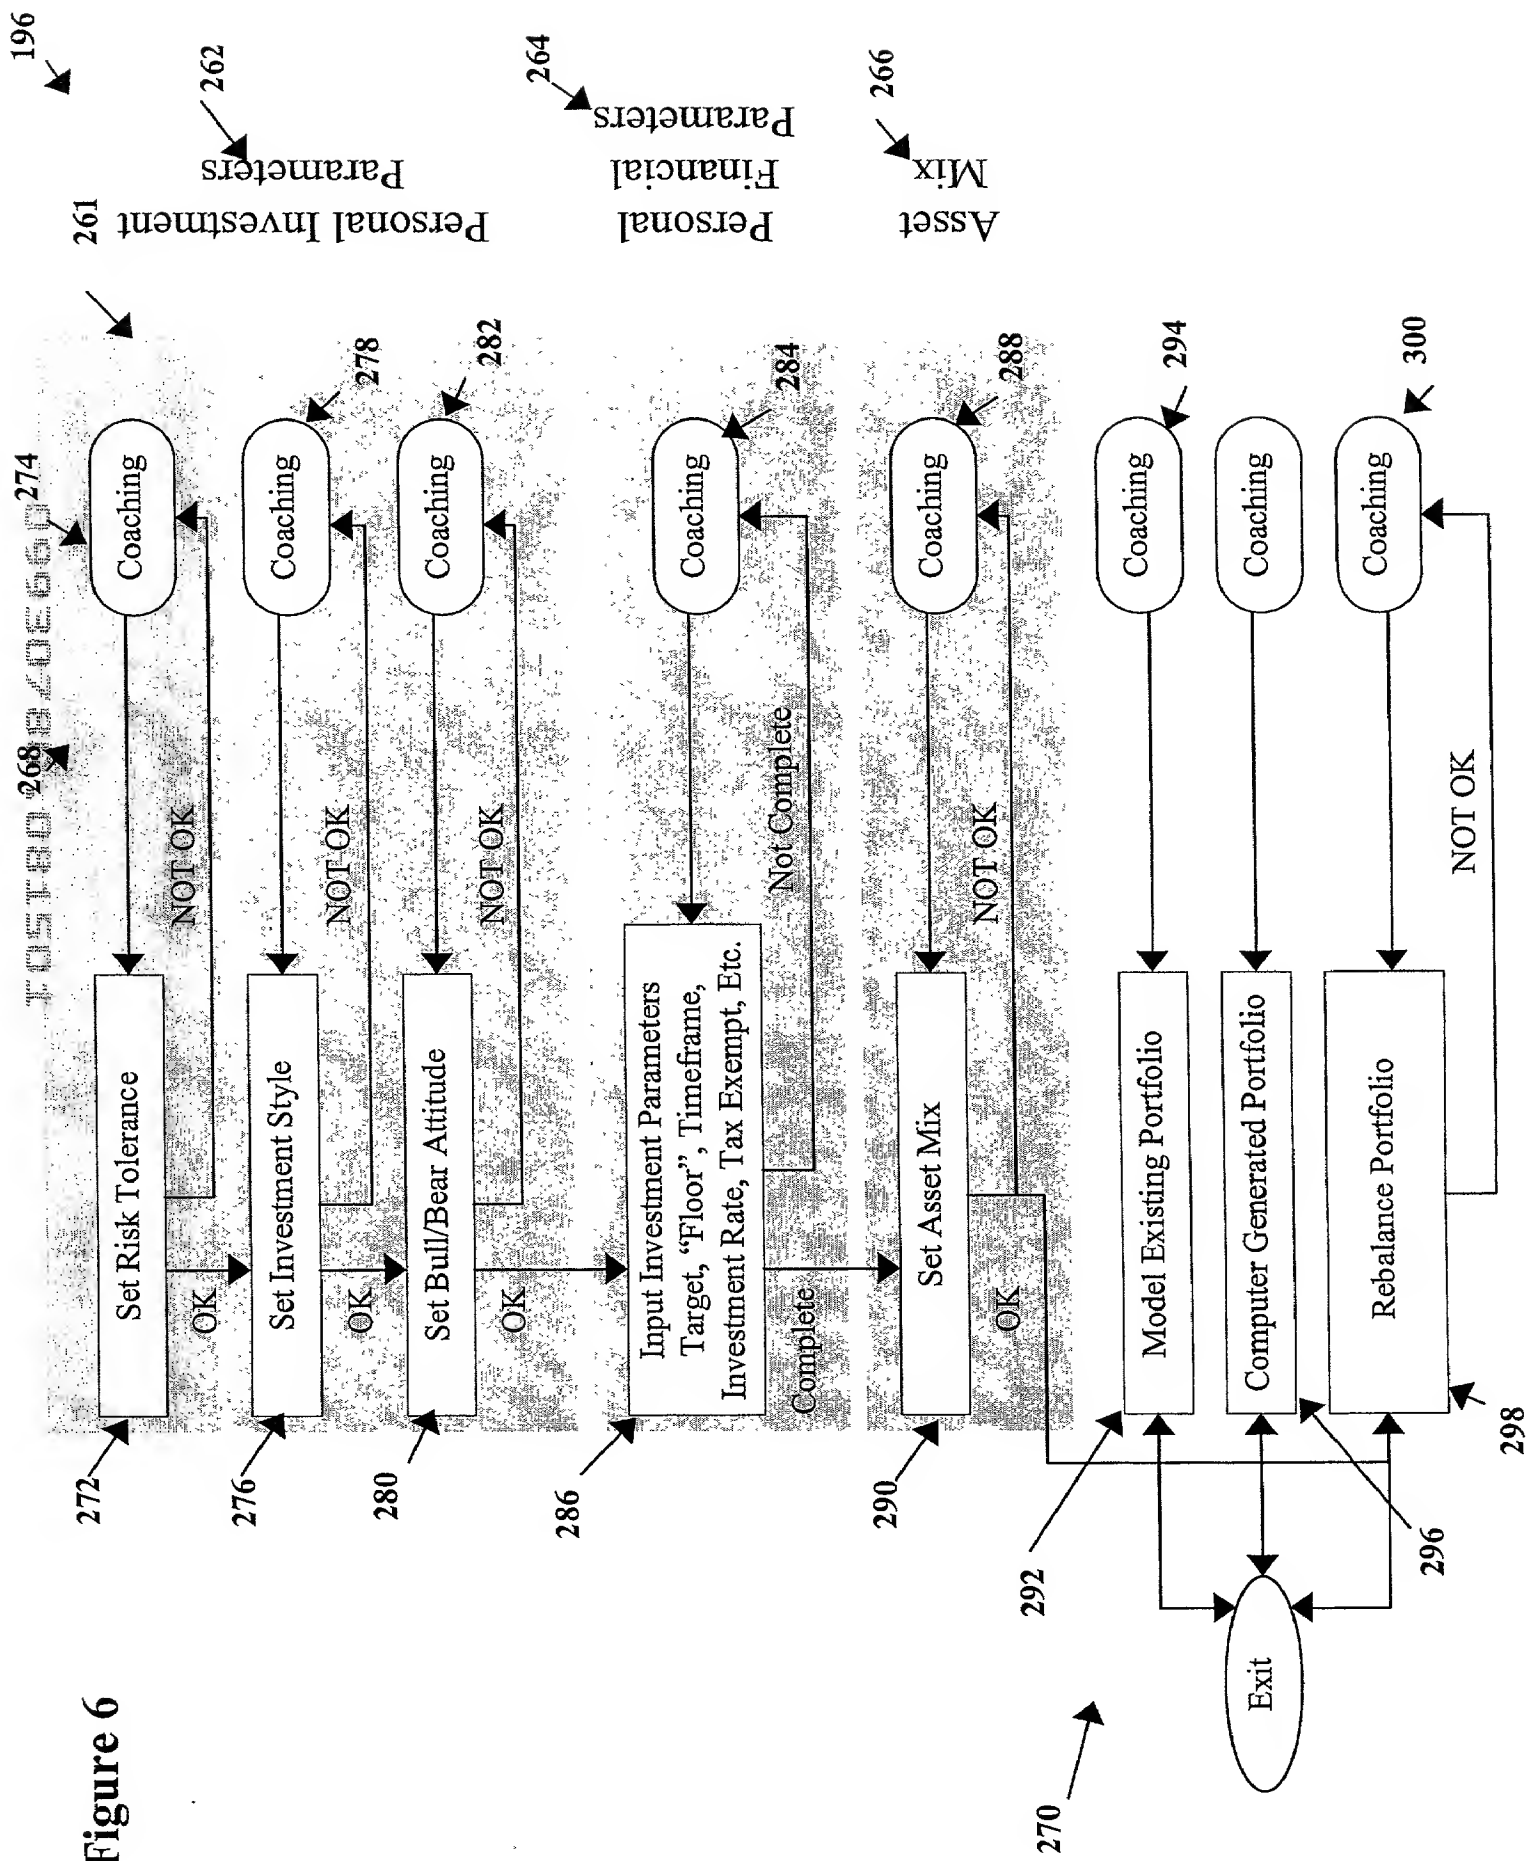 Figure 6
196
268
274
261
272
Set Risk Tolerance
Coaching
262
NOT OK
OK
Personal Investment
Parameters
276
Set Investment Style
Coaching
278
NOT OK
OK
280
Set Bull/Bear Attitude
Coaching
282
NOT OK
OK
264
286
Input Investment Parameters
Target, “Floor”, Timeframe,
Investment Rate, Tax Exempt, Etc.
Coaching
284
Personal
Financial
Parameters
Not Complete
Complete
266
290
Set Asset Mix
Coaching
288
Asset
Mix
NOT OK
OK
270
292
Model Existing Portfolio
Coaching
294
Exit
Computer Generated Portfolio
Coaching
296
Rebalance Portfolio
Coaching
300
NOT OK
298